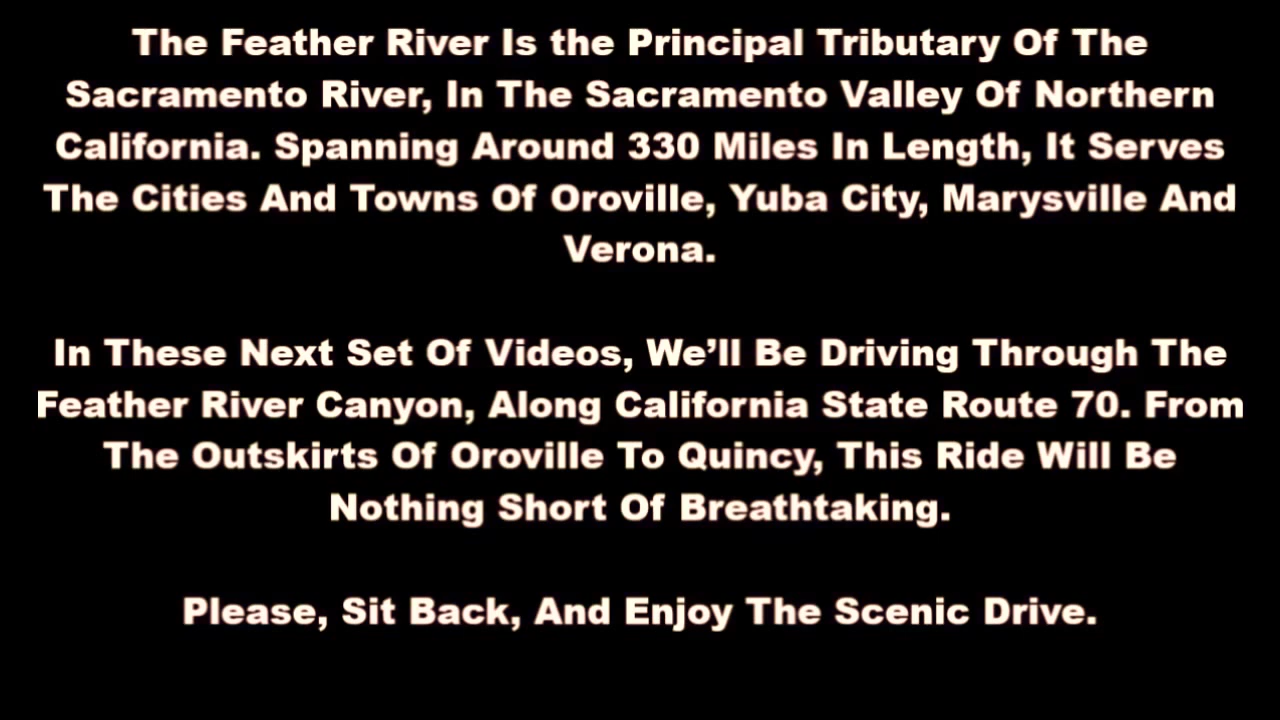 The Feather River Is the Principal Tributary Of The
Sacramento River, In The Sacramento Valley Of Northern
California. Spanning Around 330 Miles In Length, It Serves
The Cities And Towns Of Oroville, Yuba City, Marysville And
Verona.
In These Next Set Of Videos, We’ll Be Driving Through The
Feather River Canyon, Along California State Route 70. From
The Outskirts Of Oroville To Quincy, This Ride Will Be
Nothing Short Of Breathtaking.
Please, Sit Back, And Enjoy The Scenic Drive.